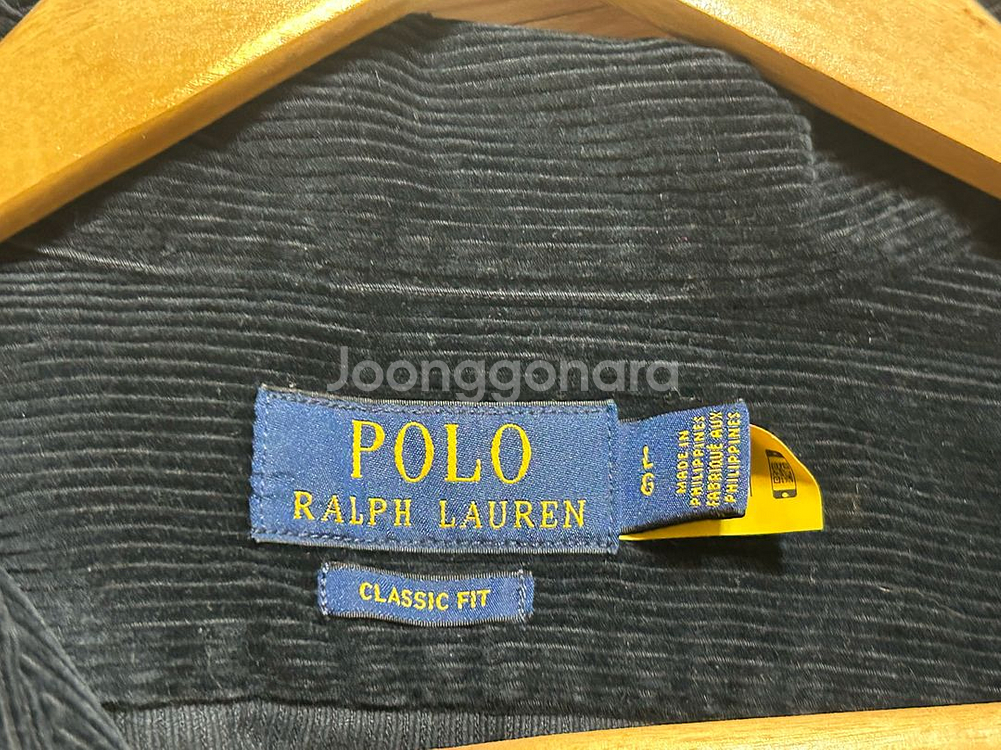 Joonggonara
POLO
RALPH LAUREN
L
G
MADE IN
PHILIPPINES
FABRIQUÉ AUX
PHILIPPINES
CLASSIC FIT